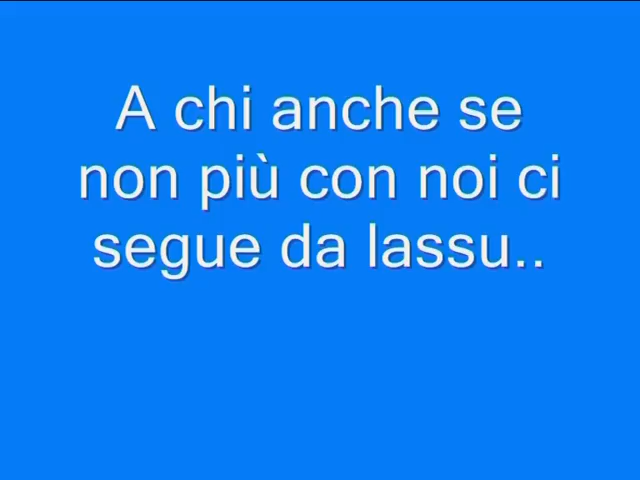 A chi anche se
non più con noi ci
segue da lassu..